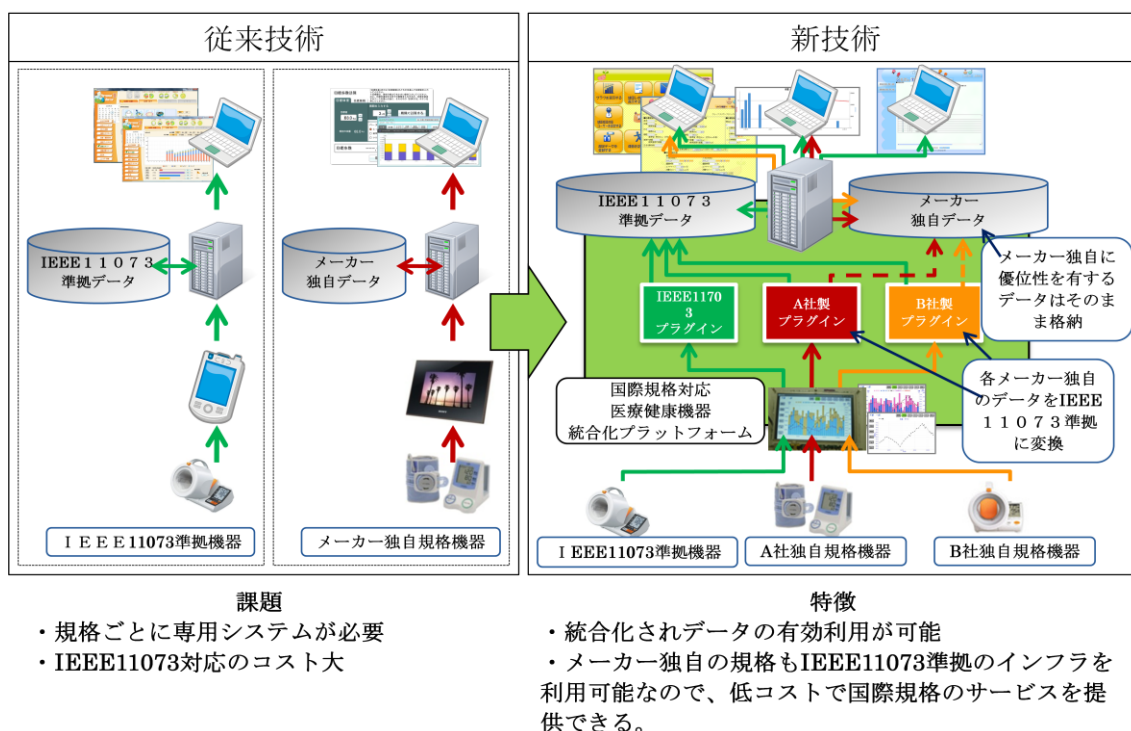 従来技術
IEEE11073
準拠データ
メーカー
独自データ
ＩＥＥＥ11073準拠機器
メーカー独自規格機器
新技術
IEEE１１０７３
準拠データ
メーカー
独自データ
メーカー独自に
優位性を有する
データはそのま
ま格納
IEEE1170
3
プラグイン
A社製
プラグイン
B社製
プラグイン
国際規格対応
医療健康機器
統合化プラットフォーム
各メーカー独自
のデータをIEEE
１１０７３準拠
に変換
ＩEEE11073準拠機器
A社独自規格機器
B社独自規格機器
課題
・規格ごとに専用システムが必要
・IEEE11073対応のコスト大
特徴
・統合化されデータの有効利用が可能
・メーカー独自の規格もIEEE11073準拠のインフラを
利用可能なので、低コストで国際規格のサービスを提
供できる。